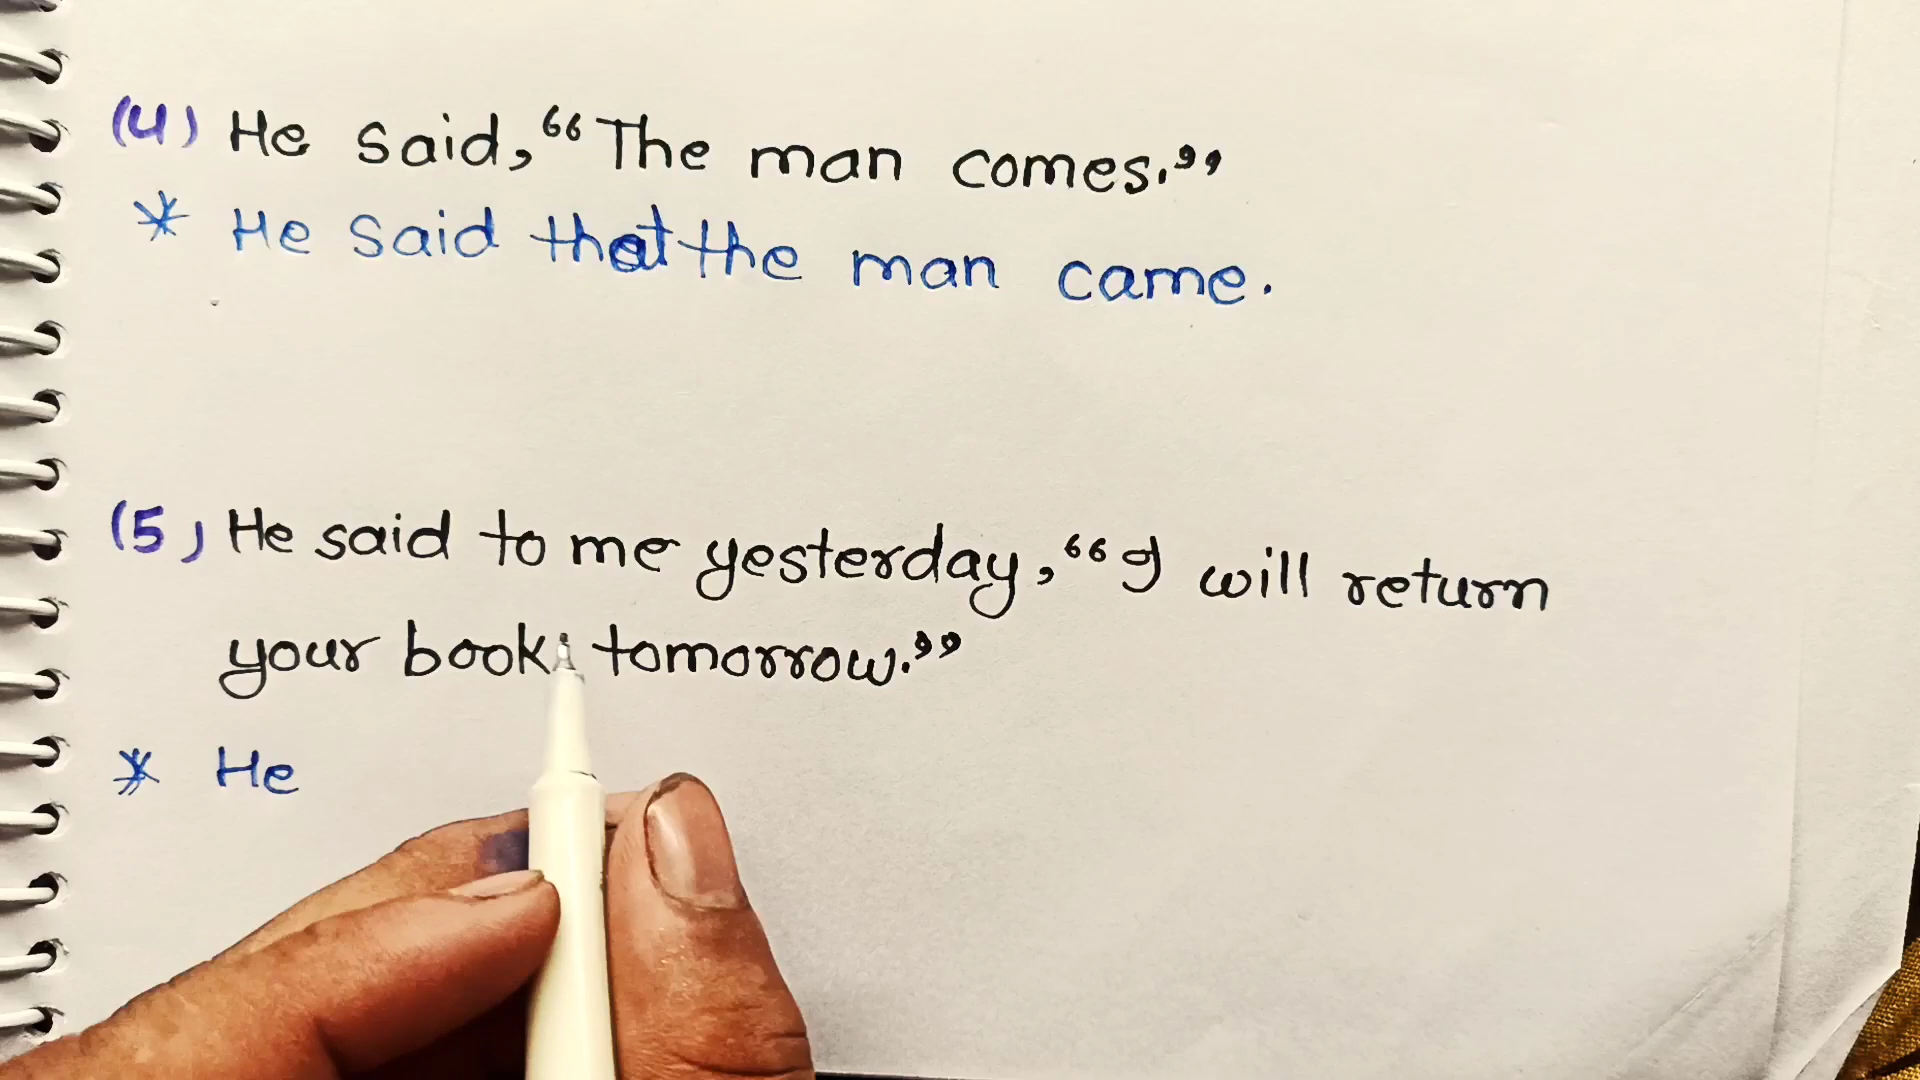 (4) He said, “The man comes.”
* He said that the man came.
(5) He said to me yesterday, “I will return
your book tomorrow.”
* He